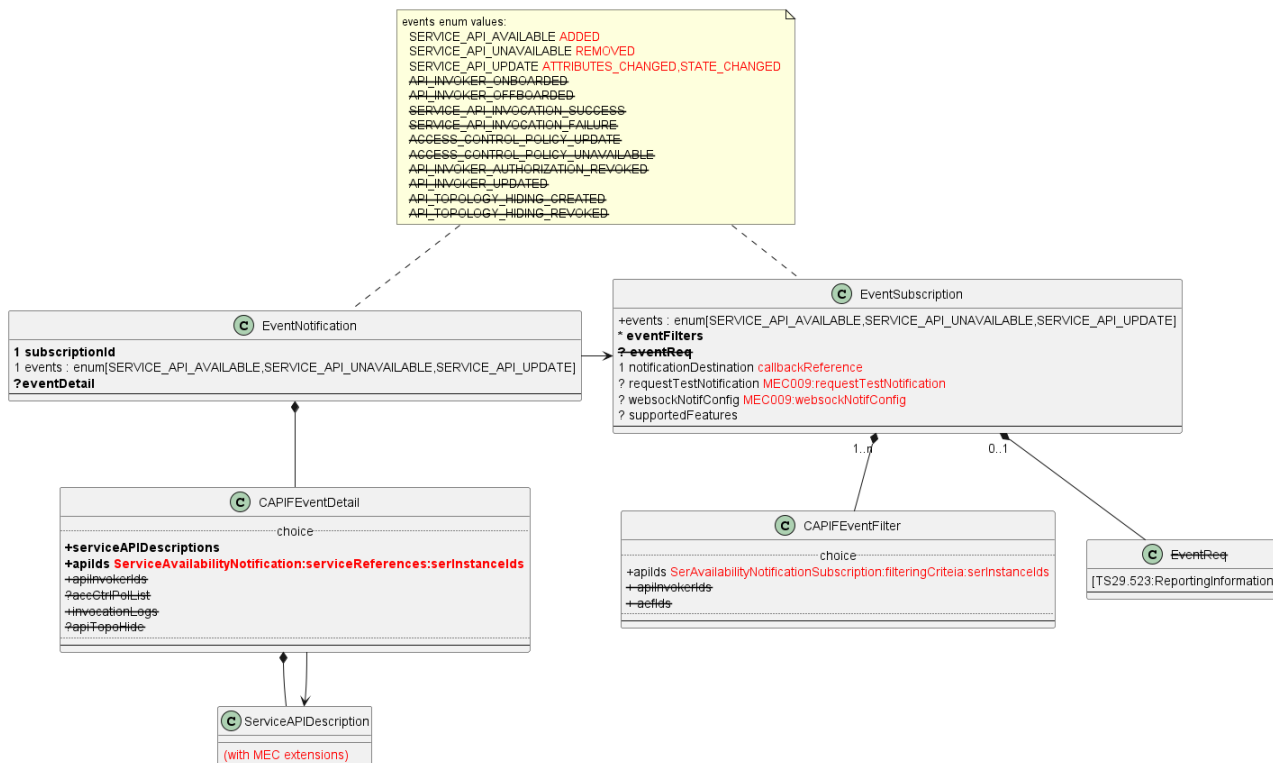 events enum values:
SERVICE_API_AVAILABLE ADDED
SERVICE_API_UNAVAILABLE REMOVED
SERVICE_API_UPDATE ATTRIBUTES_CHANGED,STATE_CHANGED
API_INVOKER_ONBOARDED
API_INVOKER_OFFBOARDED
SERVICE_API_INVOCATION_SUCCESS
SERVICE_API_INVOCATION_FAILURE
ACCESS_CONTROL_POLICY_UPDATE
ACCESS_CONTROL_POLICY_UNAVAILABLE
API_INVOKER_AUTHORIZATION_REVOKED
API_INVOKER_UPDATED
API_TOPOLOGY_HIDING_CREATED
API_TOPOLOGY_HIDING_REVOKED
C EventNotification
1 subscriptionId
1 events : enum[SERVICE_API_AVAILABLE,SERVICE_API_UNAVAILABLE,SERVICE_API_UPDATE]
?eventDetail
C EventSubscription
+events : enum[SERVICE_API_AVAILABLE,SERVICE_API_UNAVAILABLE,SERVICE_API_UPDATE]
* eventFilters
? eventReq
1 notificationDestination callbackReference
? requestTestNotification MEC009:requestTestNotification
? websockNotifConfig MEC009:websockNotifConfig
? supportedFeatures
1..n
0..1
C CAPIFEventDetail
choice
+serviceAPIDescriptions
+apiIds ServiceAvailabilityNotification:serviceReferences:serInstanceIds
+apiInvokerIds
?accCtrlPolList
+invocationLogs
?apiTopoHide
C CAPIFEventFilter
choice
+apiIds SerAvailabilityNotificationSubscription:filteringCriteia:serInstanceIds
+ apiInvokerIds
+ aefIds
C EventReq
[TS29.523:ReportingInformation
C ServiceAPIDescription
(with MEC extensions)